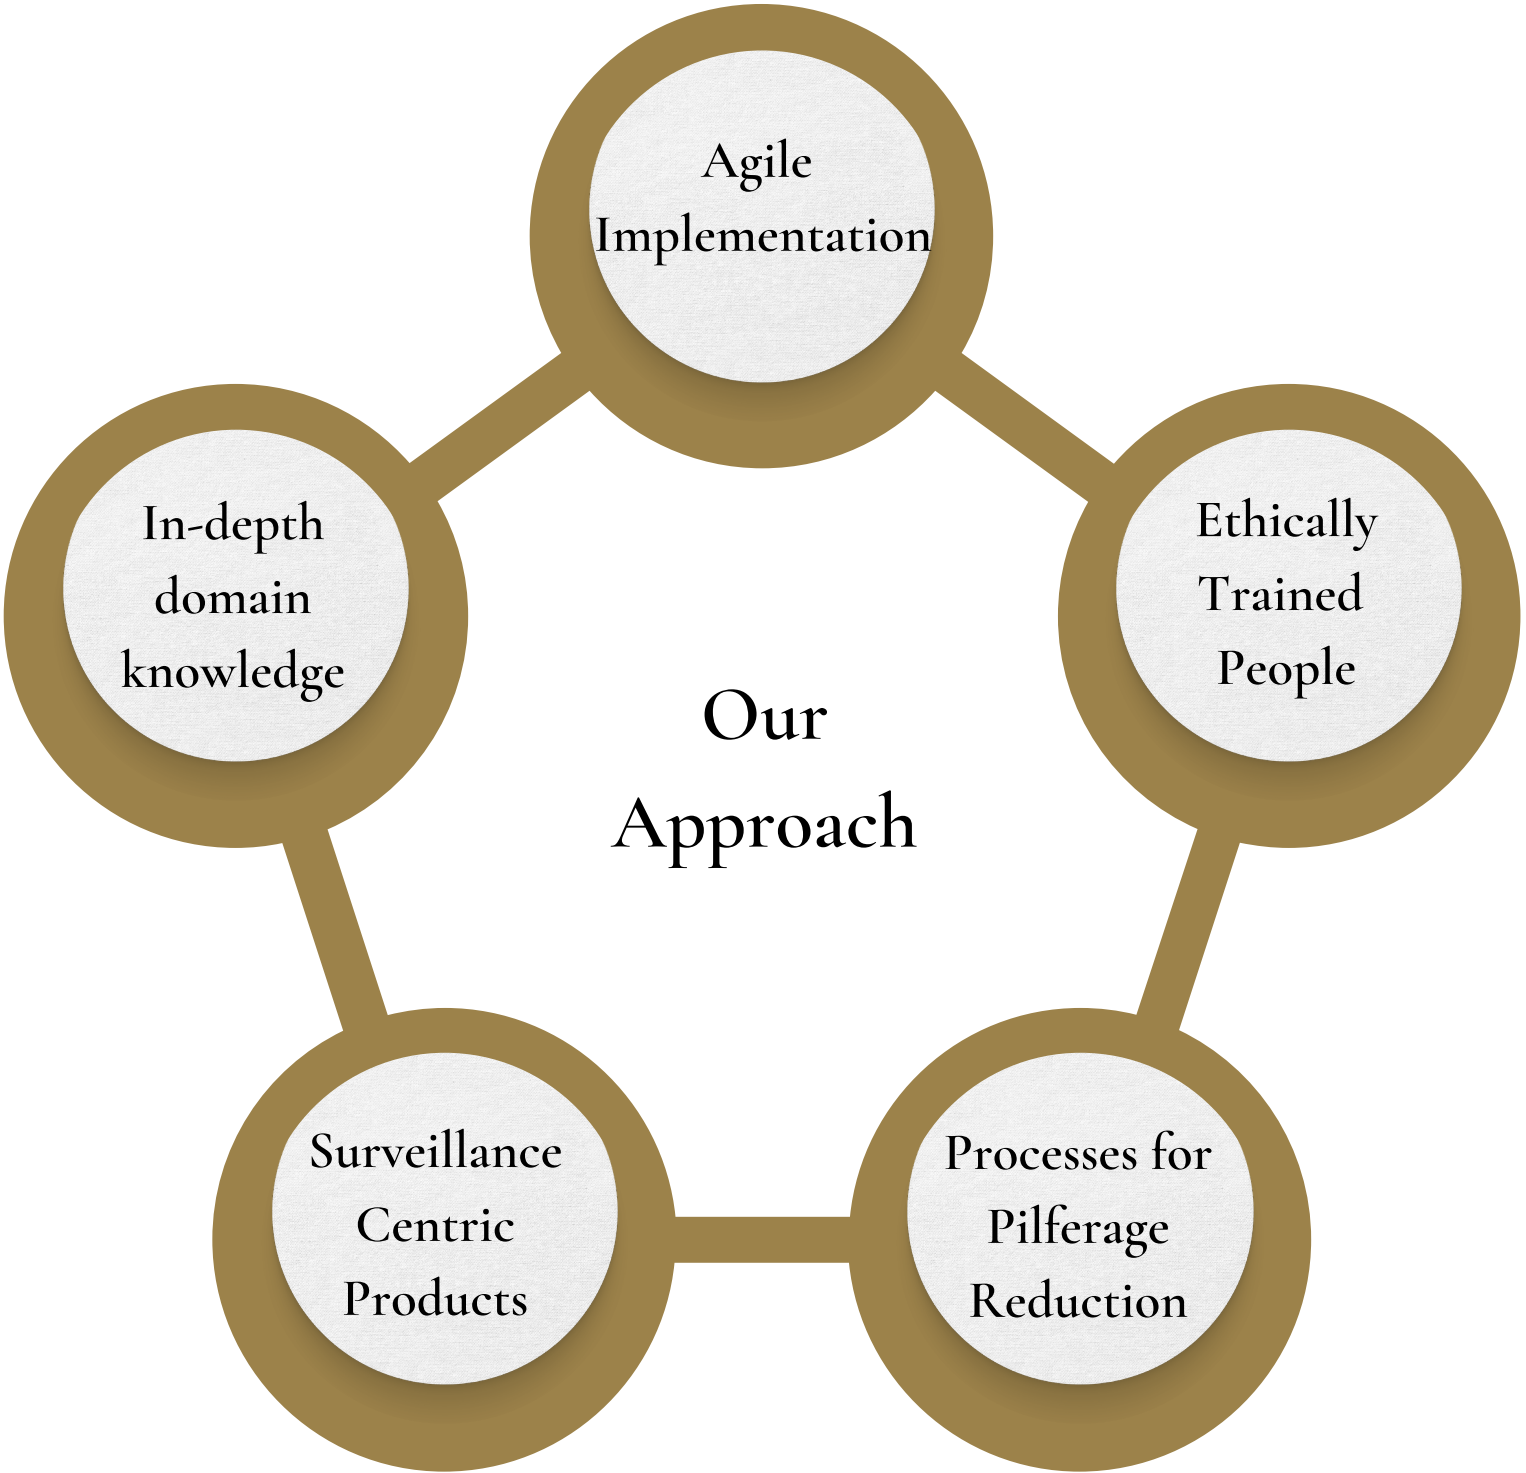 Agile
Implementation
In-depth
domain
knowledge
Ethically
Trained
People
Our
Approach
Surveillance
Centric
Products
Processes for
Pilferage
Reduction